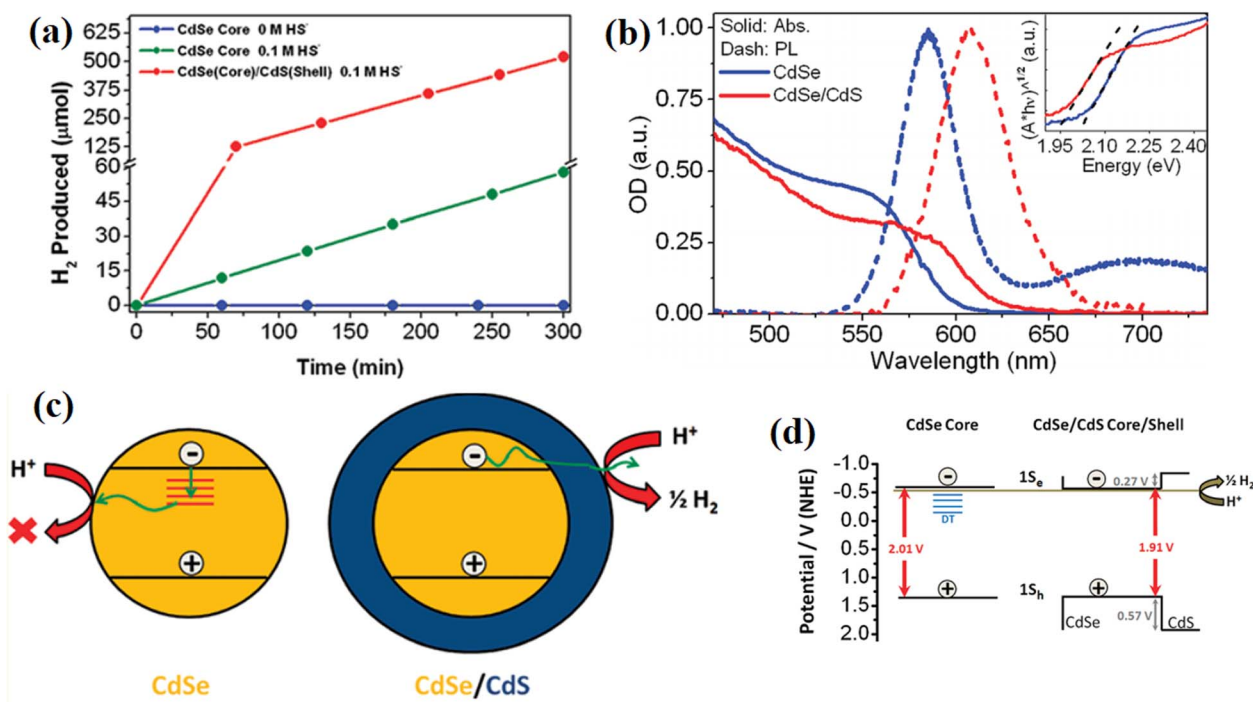 (a)
CdSe Core 0 M HS⁻
CdSe Core 0.1 M HS⁻
CdSe(Core)/CdS(Shell) 0.1 M HS⁻
625
500
375
250
125
60
45
30
15
0
H₂ Produced (µmol)
0 50 100 150 200 250 300
Time (min)
(b)
Solid: Abs.
Dash: PL
CdSe
CdSe/CdS
1.00
0.75
0.50
0.25
0.00
OD (a.u.)
500 550 600 650 700
Wavelength (nm)
(A*hν)^1/2 (a.u.)
1.95 2.10 2.25 2.40
Energy (eV)
(c)
H⁺
CdSe
H⁺
½ H₂
CdSe/CdS
(d)
CdSe Core CdSe/CdS Core/Shell
Potential / V (NHE)
-1.0
-0.5
0.0
0.5
1.0
1.5
2.0
DT
2.01 V
1Sₑ
1Sₕ
0.27 V
1.91 V
0.57 V
CdSe CdS
½ H₂
H⁺